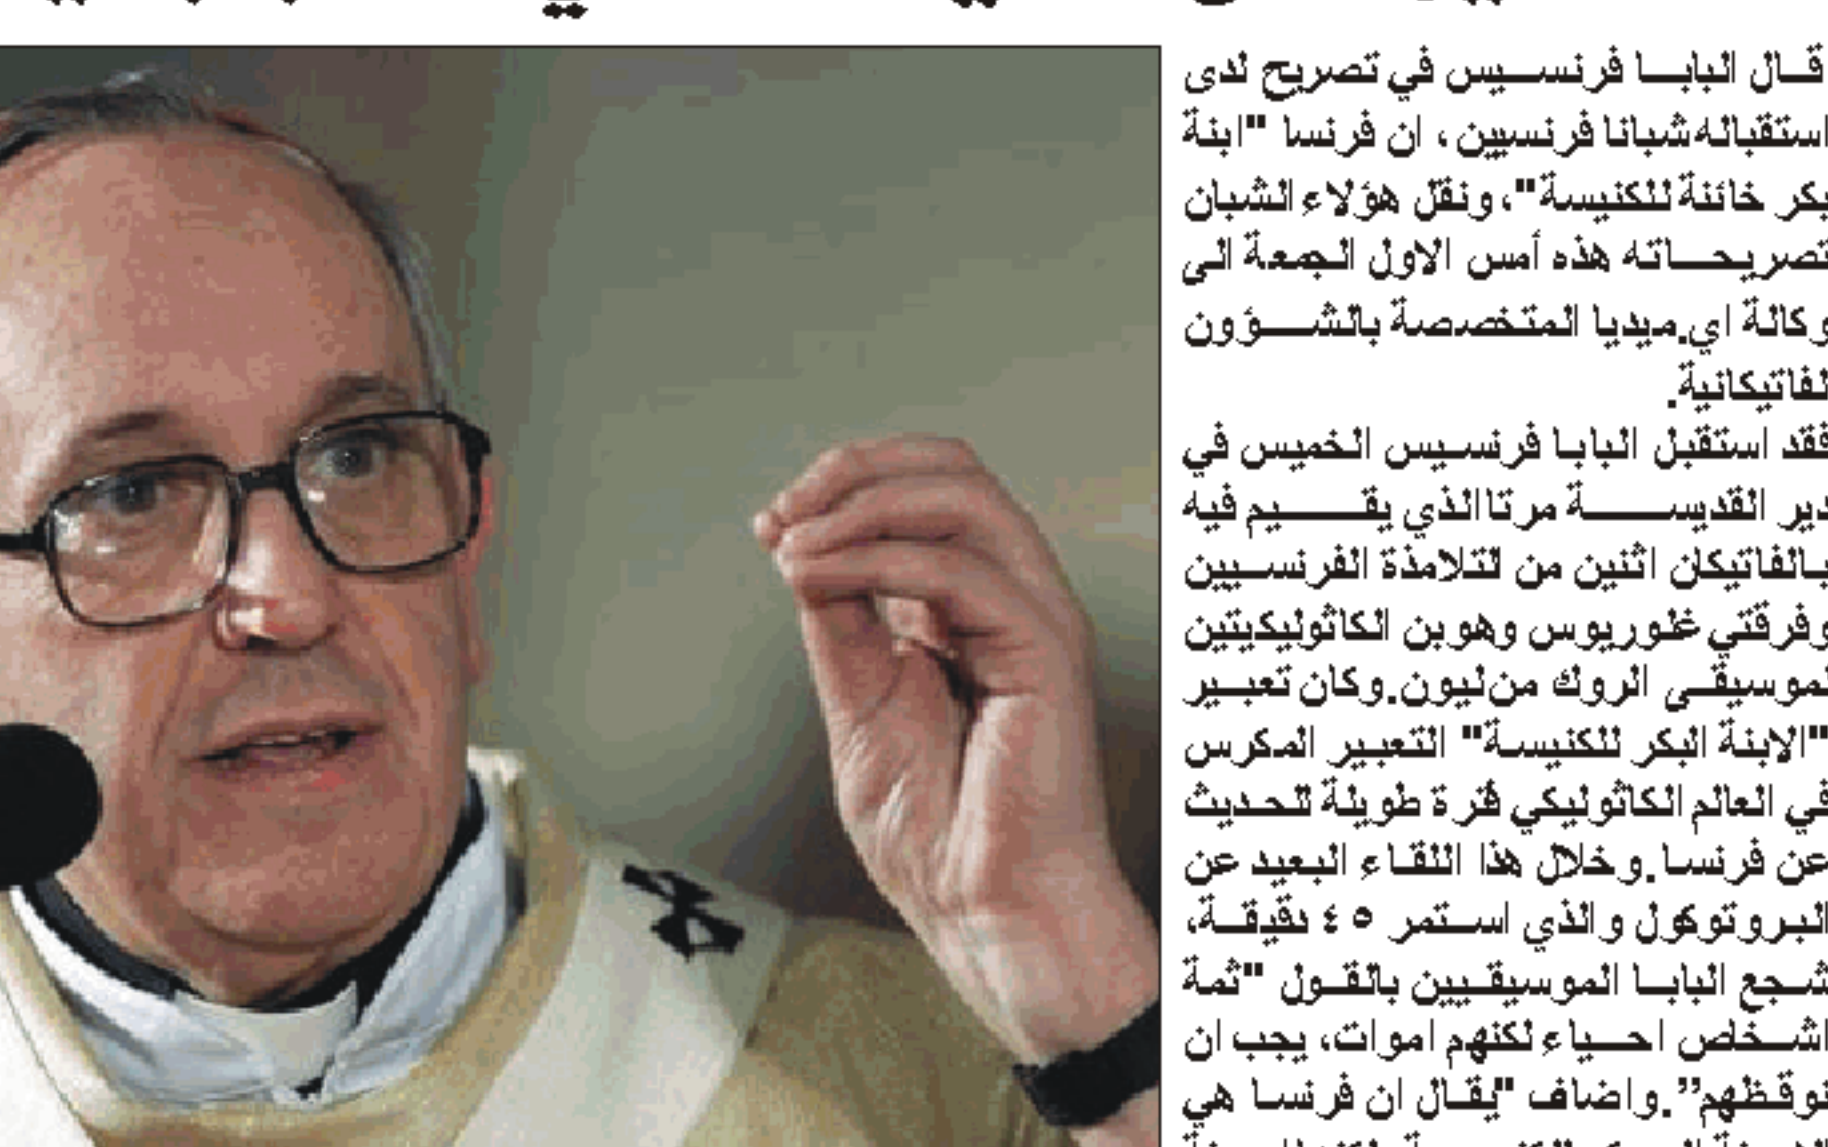 قال البابا فرنسيس في تصريح لدى
استقباله شبانا فرنسيين، ان فرنسا "ابنة
بكر خائنة للكنيسة"، ونقل هؤلاء الشبان
تصريحاته هذه أمس الاول الجمعة الى
وكالة اي.ميديا المتخصصة بالشؤون
لفاتيكانية.
فقد استقبل البابا فرنسيس الخميس في
دير القديسة مرتا الذي يقيم فيه
بالفاتيكان اثنين من لتلامذة الفرنسيين
وفرقتي غلوريوس وهوبن الكاثوليكيتين
لموسيقى الروك من ليون.وكان تعبير
"الابنة البكر للكنيسة" التعبير المكرس
في العالم الكاثوليكي فترة طويلة للحديث
عن فرنسا.وخلال هذا اللقاء البعيد عن
البروتوكول والذي استمر ٤٥ دقيقة،
شجع البابا الموسيقيين بالقول "ثمة
اشخاص احياء لكنهم اموات، يجب ان
نوقظهم”.واضاف "يقال ان فرنسا هي